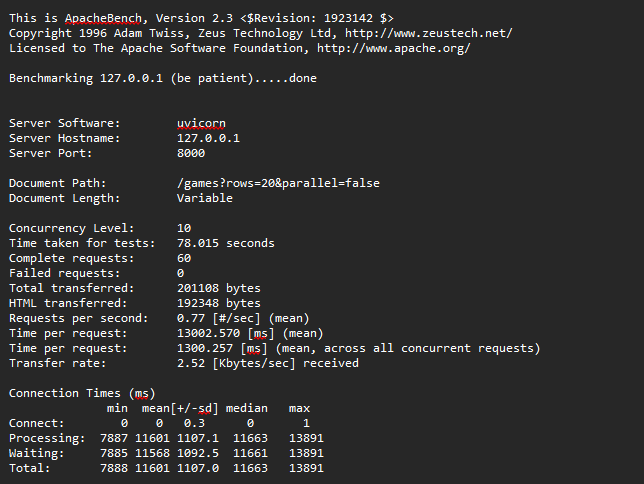 This is ApacheBench, Version 2.3 <$Revision: 1923142 $>
Copyright 1996 Adam Twiss, Zeus Technology Ltd, http://www.zeustech.net/
Licensed to The Apache Software Foundation, http://www.apache.org/

Benchmarking 127.0.0.1 (be patient).....done

Server Software:        uvicorn
Server Hostname:        127.0.0.1
Server Port:            8000

Document Path:          /games?rows=20&parallel=false
Document Length:        Variable

Concurrency Level:      10
Time taken for tests:   78.015 seconds
Complete requests:      60
Failed requests:        0
Total transferred:      201108 bytes
HTML transferred:       192348 bytes
Requests per second:    0.77 [#/sec] (mean)
Time per request:       13002.570 [ms] (mean)
Time per request:       1300.257 [ms] (mean, across all concurrent requests)
Transfer rate:          2.52 [Kbytes/sec] received

Connection Times (ms)
              min  mean[+/-sd] median   max
Connect:        0    0   0.3      0       1
Processing:  7887 11601 1107.1  11663   13891
Waiting:     7885 11568 1092.5  11661   13891
Total:       7888 11601 1107.0  11663   13891